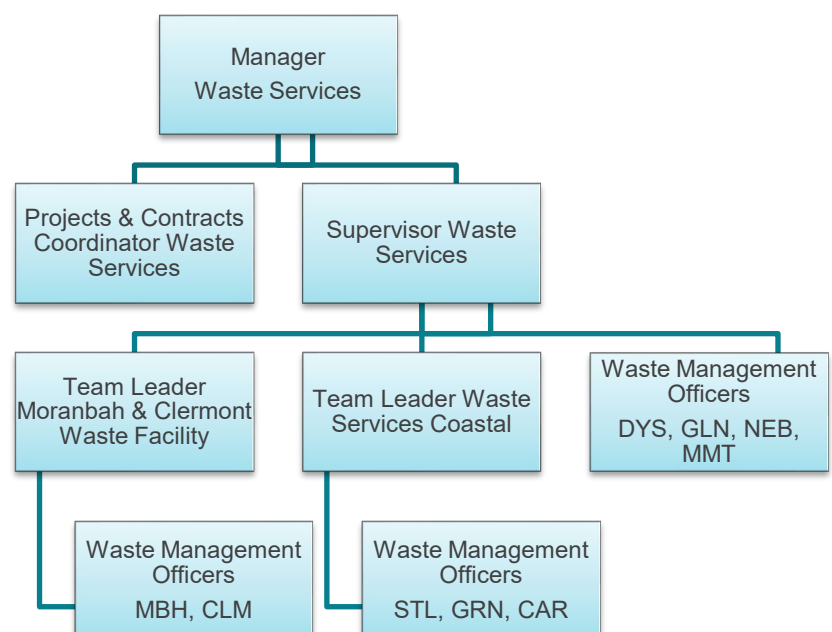 Manager
Waste Services
Projects & Contracts
Coordinator Waste
Services
Supervisor Waste
Services
Team Leader
Moranbah & Clermont
Waste Facility
Team Leader Waste
Services Coastal
Waste Management
Officers
DYS, GLN, NEB,
MMT
Waste Management
Officers
MBH, CLM
Waste Management
Officers
STL, GRN, CAR